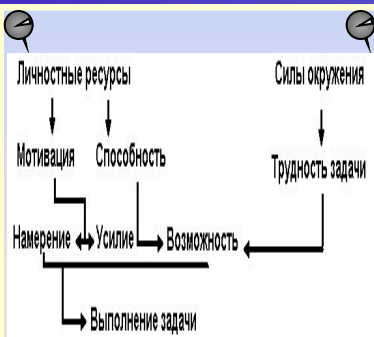 Личностные ресурсы Силы окружения
Мотивация Способность Трудность задачи
Намерение Усилие Возможность
Выполнение задачи